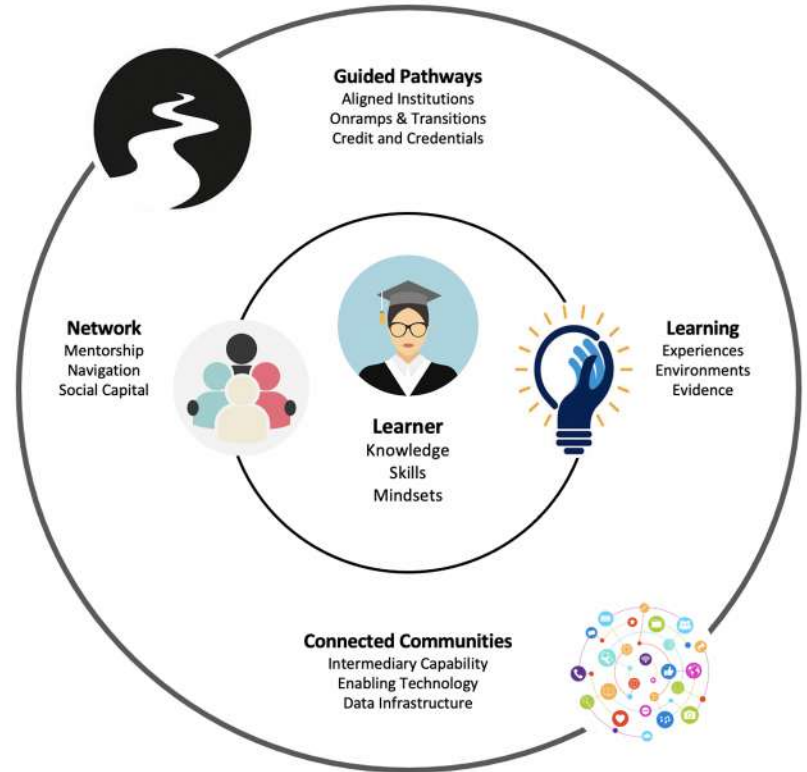 Guided Pathways
Aligned Institutions
Onramps & Transitions
Credit and Credentials
Network
Mentorship
Navigation
Social Capital
Learner
Knowledge
Skills
Mindsets
Learning
Experiences
Environments
Evidence
Connected Communities
Intermediary Capability
Enabling Technology
Data Infrastructure